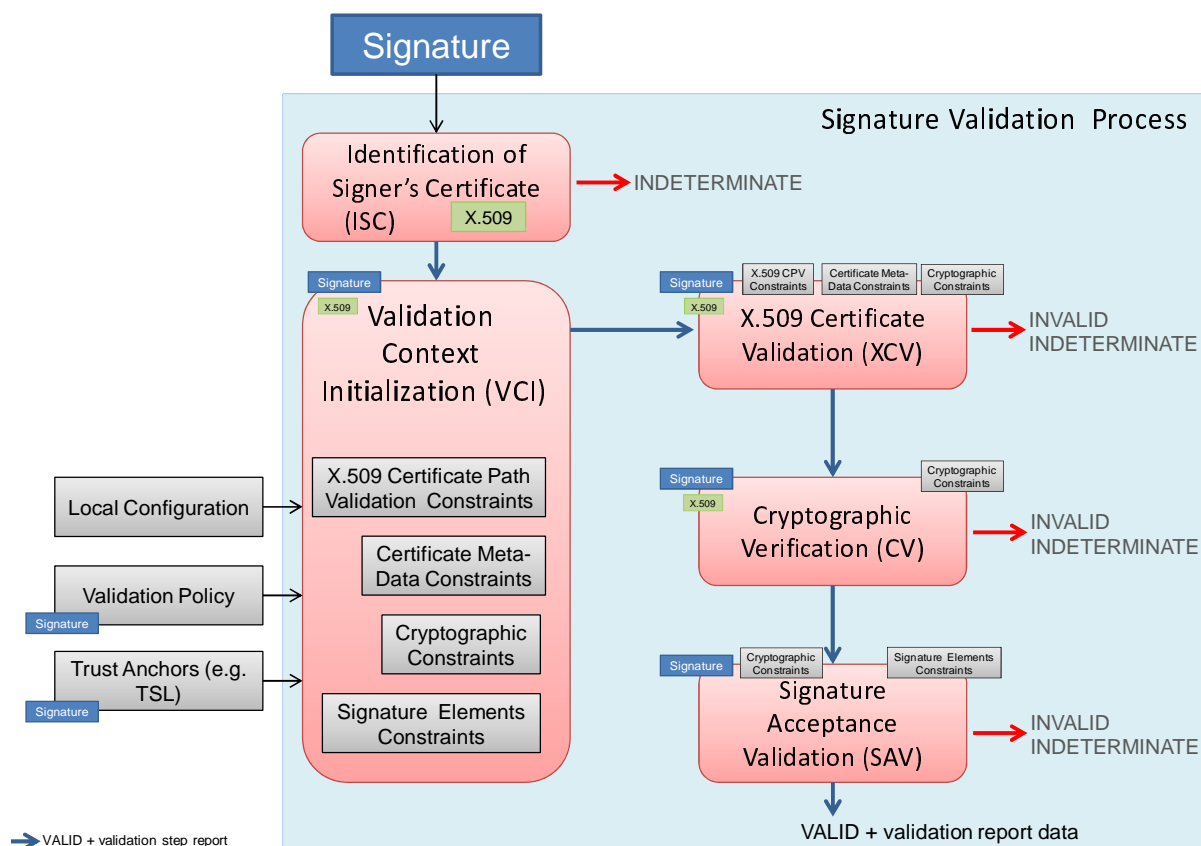 Signature
Signature Validation Process
Identification of
Signer's Certificate
(ISC)
X.509
INDETERMINATE
Signature
X.509
Validation
Context
Initialization (VCI)
X.509 Certificate Path
Validation Constraints
Certificate Meta-
Data Constraints
Cryptographic
Constraints
Signature Elements
Constraints
Local Configuration
Validation Policy
Signature
Trust Anchors (e.g.
TSL)
Signature
Signature
X.509
X.509 CPV
Constraints
Certificate Meta-
Data Constraints
Cryptographic
Constraints
X.509 Certificate
Validation (XCV)
INVALID
INDETERMINATE
Signature
X.509
Cryptographic
Constraints
Cryptographic
Verification (CV)
INVALID
INDETERMINATE
Signature
Cryptographic
Constraints
Signature Elements
Constraints
Signature
Acceptance
Validation (SAV)
INVALID
INDETERMINATE
VALID + validation report data
VALID + validation step report